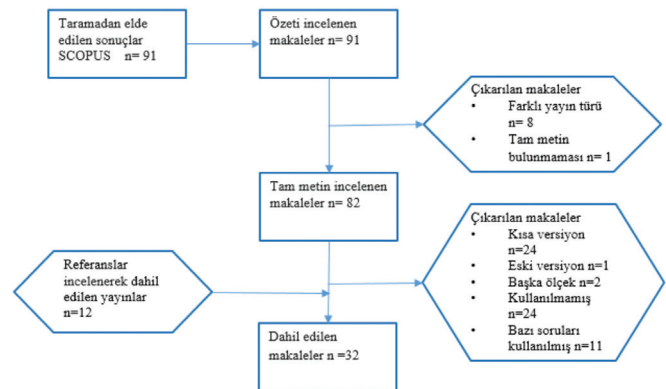 Taramadan elde
edilen sonuçlar
SCOPUS n= 91
Özeti incelenen
makaleler n= 91
Çıkarılan makaleler
• Farklı yayın türü
n= 8
• Tam metin
bulunmaması n= 1
Tam metin incelenen
makaleler n= 82
Çıkarılan makaleler
• Kısa versiyon
n=24
• Eski versiyon n=1
• Başka ölçek n=2
• Kullanılmamış
n=24
• Bazı soruları
kullanılmış n=11
Referanslar
incelenerek dahil
edilen yayınlar
n=12
Dahil edilen
makaleler n =32